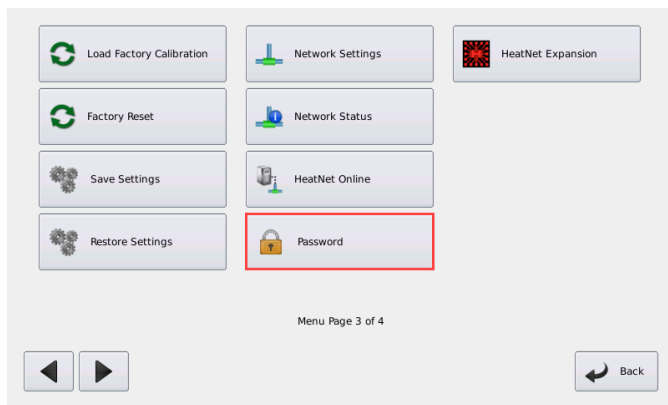 Load Factory Calibration
Network Settings
HeatNet Expansion
Factory Reset
Network Status
Save Settings
HeatNet Online
Restore Settings
Password
Menu Page 3 of 4
Back